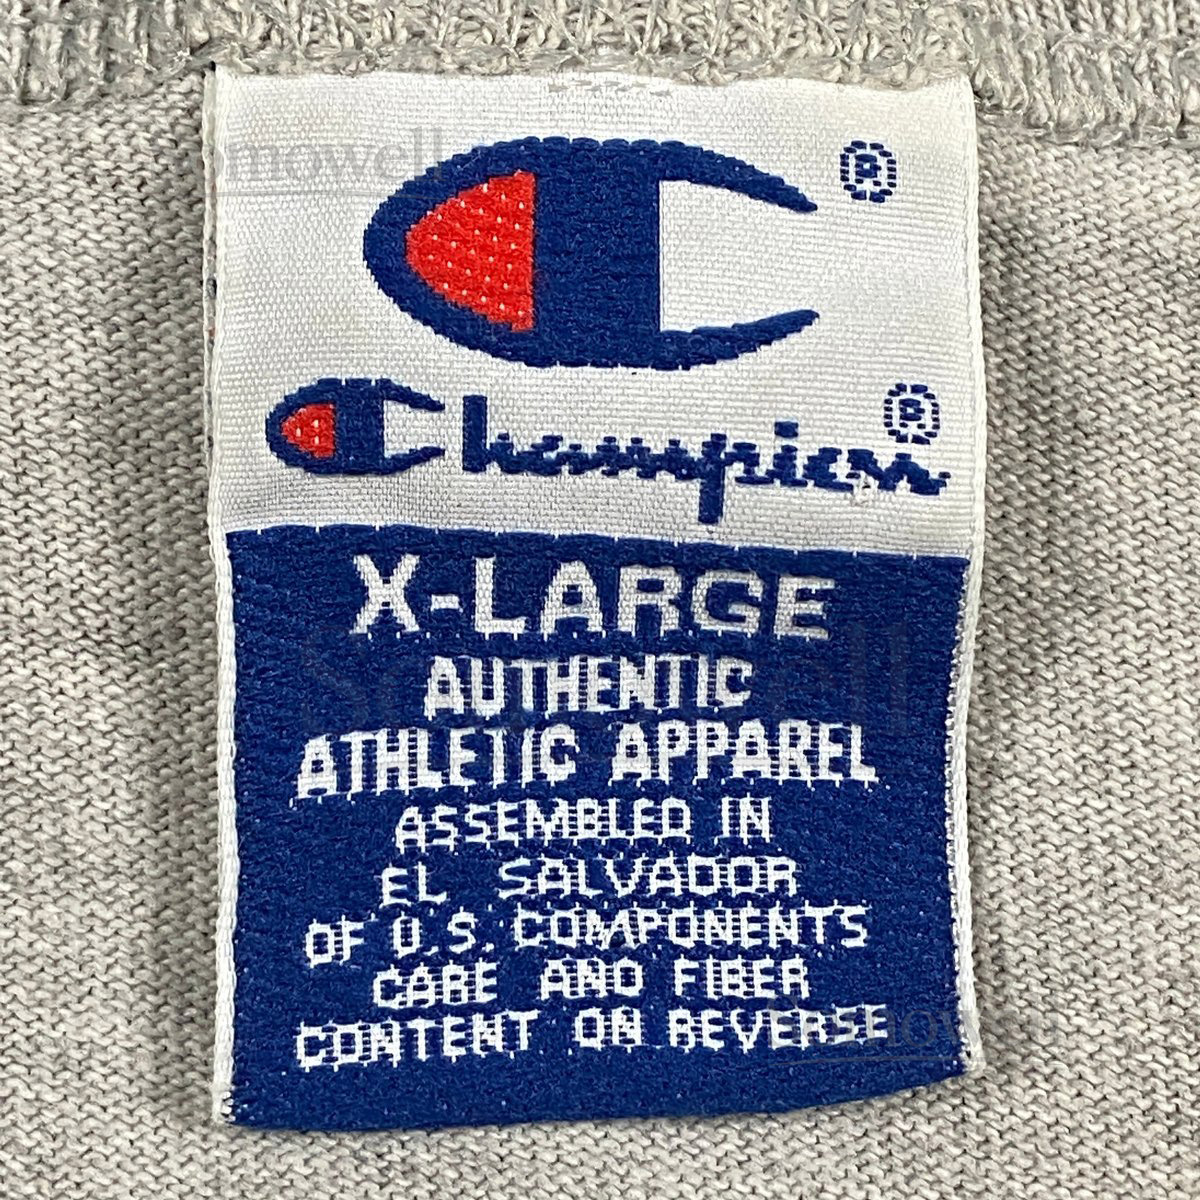 ®
Champion ®
X-LARGE
AUTHENTIC
ATHLETIC APPAREL
ASSEMBLED IN
EL SALVADOR
OF U.S. COMPONENTS
CARE AND FIBER
CONTENT ON REVERSE